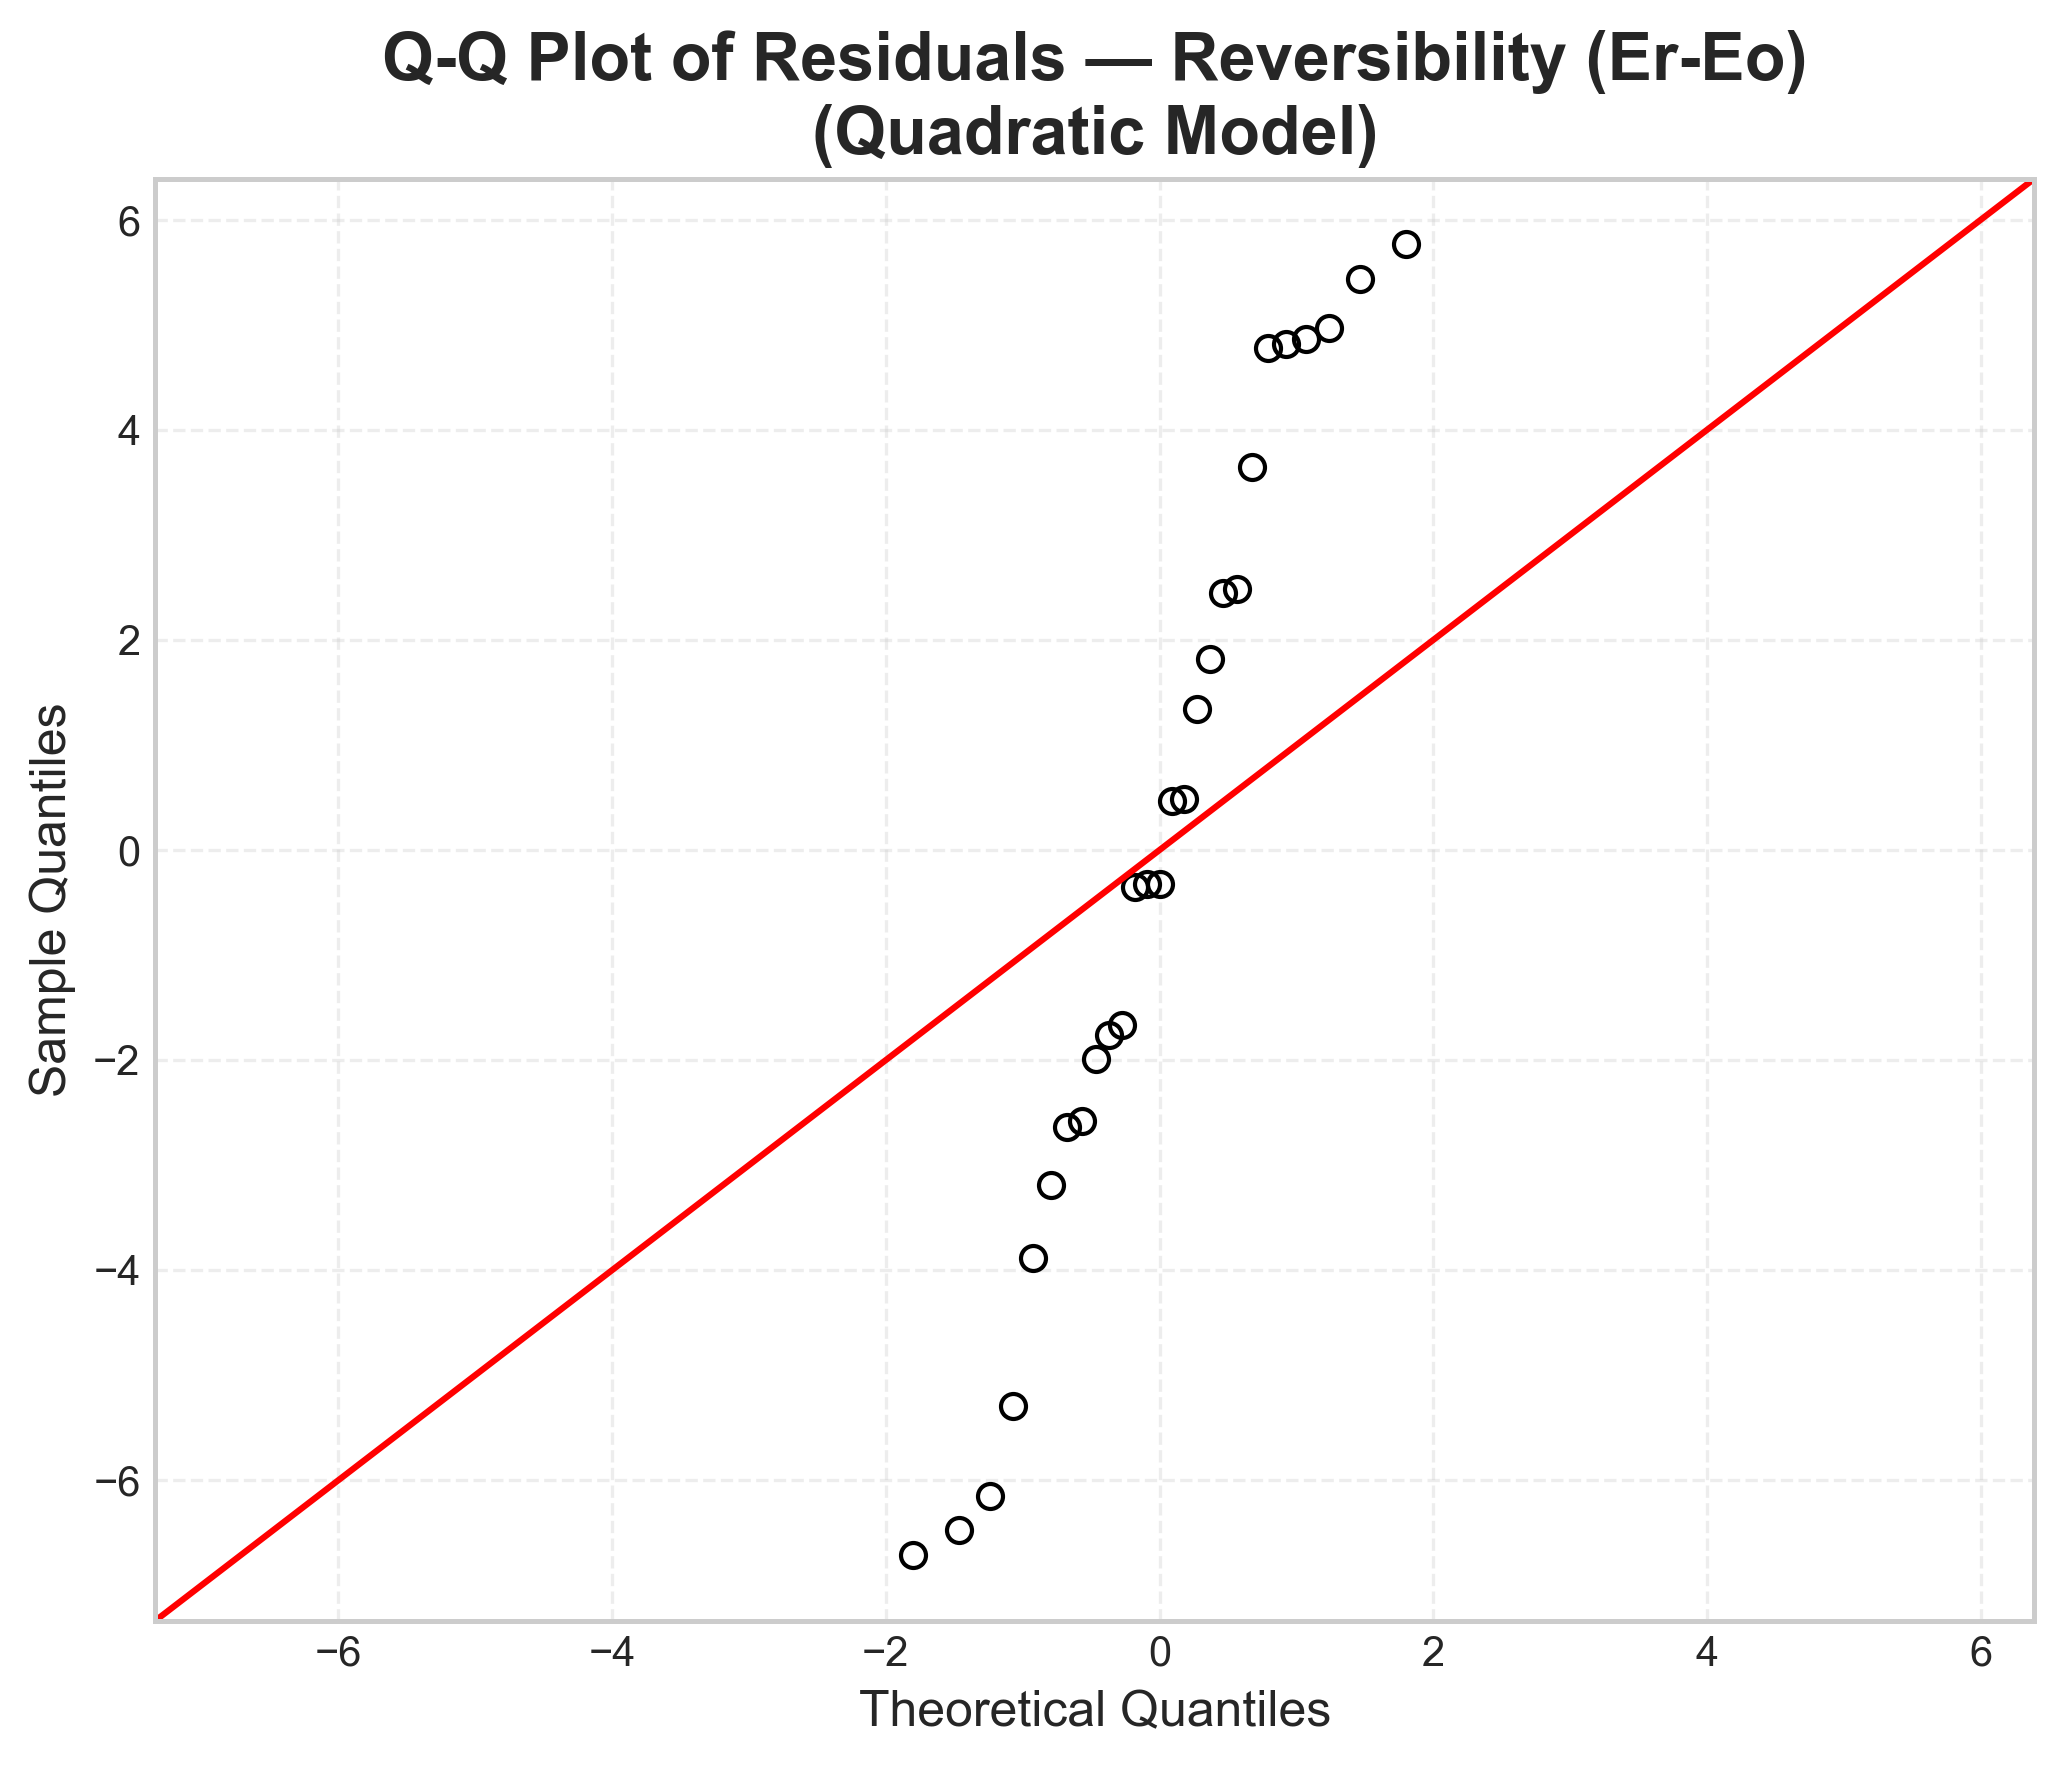 Q-Q Plot of Residuals — Reversibility (Er-Eo)
(Quadratic Model)
6
4
2
0
−2
−4
−6
Sample Quantiles
−6 −4 −2 0 2 4 6
Theoretical Quantiles